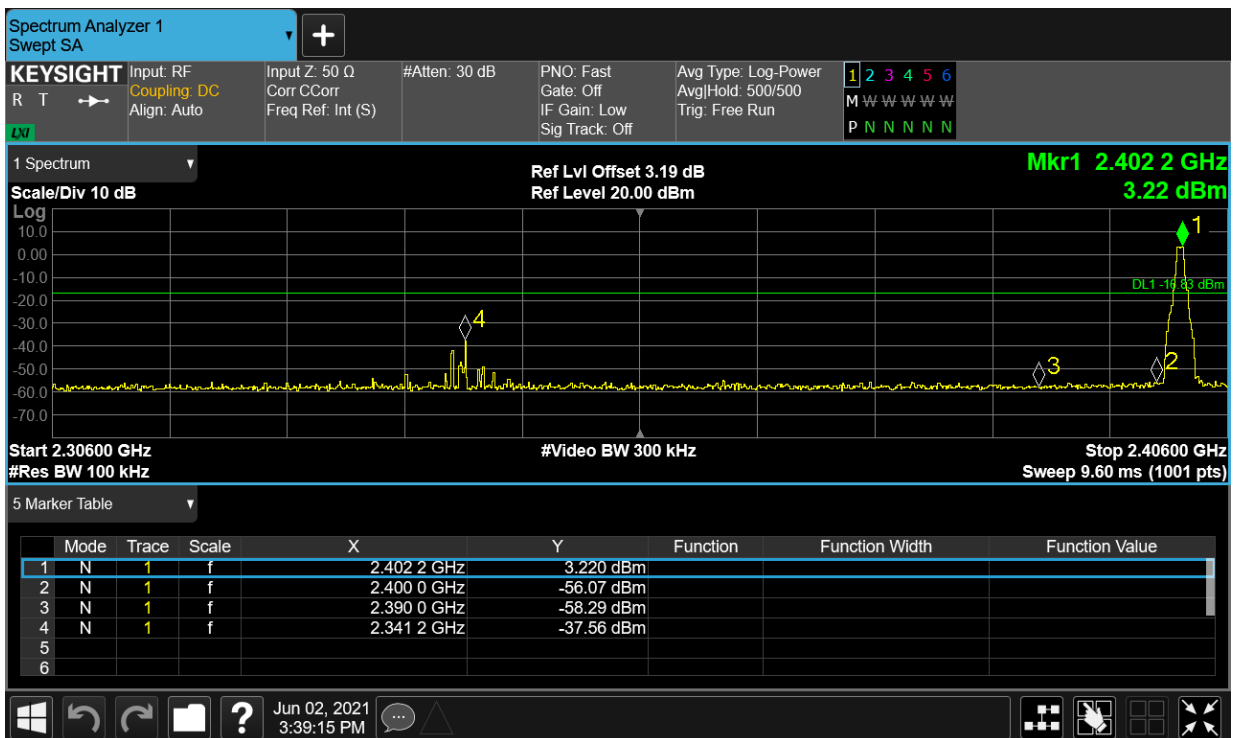 Spectrum Analyzer 1
Swept SA
KEYSIGHT Input: RF Input Z: 50 Ω #Atten: 30 dB PNO: Fast Avg Type: Log-Power 1 2 3 4 5 6
R T Coupling: DC Corr CCorr Gate: Off Avg|Hold: 500/500 M W W W W W
Align: Auto Freq Ref: Int (S) IF Gain: Low Trig: Free Run
LXI Sig Track: Off P N N N N N
1 Spectrum Ref Lvl Offset 3.19 dB Mkr1 2.402 2 GHz
Scale/Div 10 dB Ref Level 20.00 dBm 3.22 dBm
Log
10.0 1
0.00
-10.0
DL1 -16.83 dBm
-20.0
-30.0 4
-40.0
-50.0 3 2
-60.0
-70.0
Start 2.30600 GHz #Video BW 300 kHz Stop 2.40600 GHz
#Res BW 100 kHz Sweep 9.60 ms (1001 pts)
5 Marker Table
Mode Trace Scale X Y Function Function Width Function Value
1 N 1 f 2.402 2 GHz 3.220 dBm
2 N 1 f 2.400 0 GHz -56.07 dBm
3 N 1 f 2.390 0 GHz -58.29 dBm
4 N 1 f 2.341 2 GHz -37.56 dBm
5
6
? Jun 02, 2021
3:39:15 PM